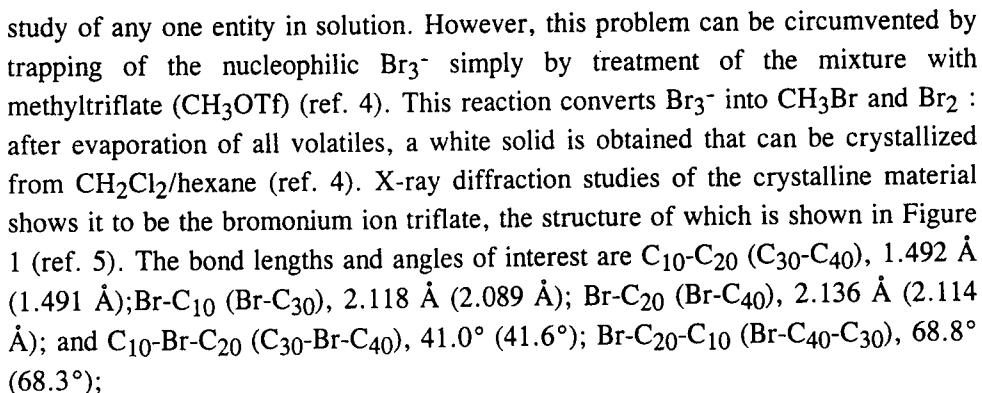 study of any one entity in solution. However, this problem can be circumvented by
trapping of the nucleophilic Br₃⁻ simply by treatment of the mixture with
methyltriflate (CH₃OTf) (ref. 4). This reaction converts Br₃⁻ into CH₃Br and Br₂ :
after evaporation of all volatiles, a white solid is obtained that can be crystallized
from CH₂Cl₂/hexane (ref. 4). X-ray diffraction studies of the crystalline material
shows it to be the bromonium ion triflate, the structure of which is shown in Figure
1 (ref. 5). The bond lengths and angles of interest are C₁₀-C₂₀ (C₃₀-C₄₀), 1.492 Å
(1.491 Å);Br-C₁₀ (Br-C₃₀), 2.118 Å (2.089 Å); Br-C₂₀ (Br-C₄₀), 2.136 Å (2.114
Å); and C₁₀-Br-C₂₀ (C₃₀-Br-C₄₀), 41.0° (41.6°); Br-C₂₀-C₁₀ (Br-C₄₀-C₃₀), 68.8°
(68.3°);